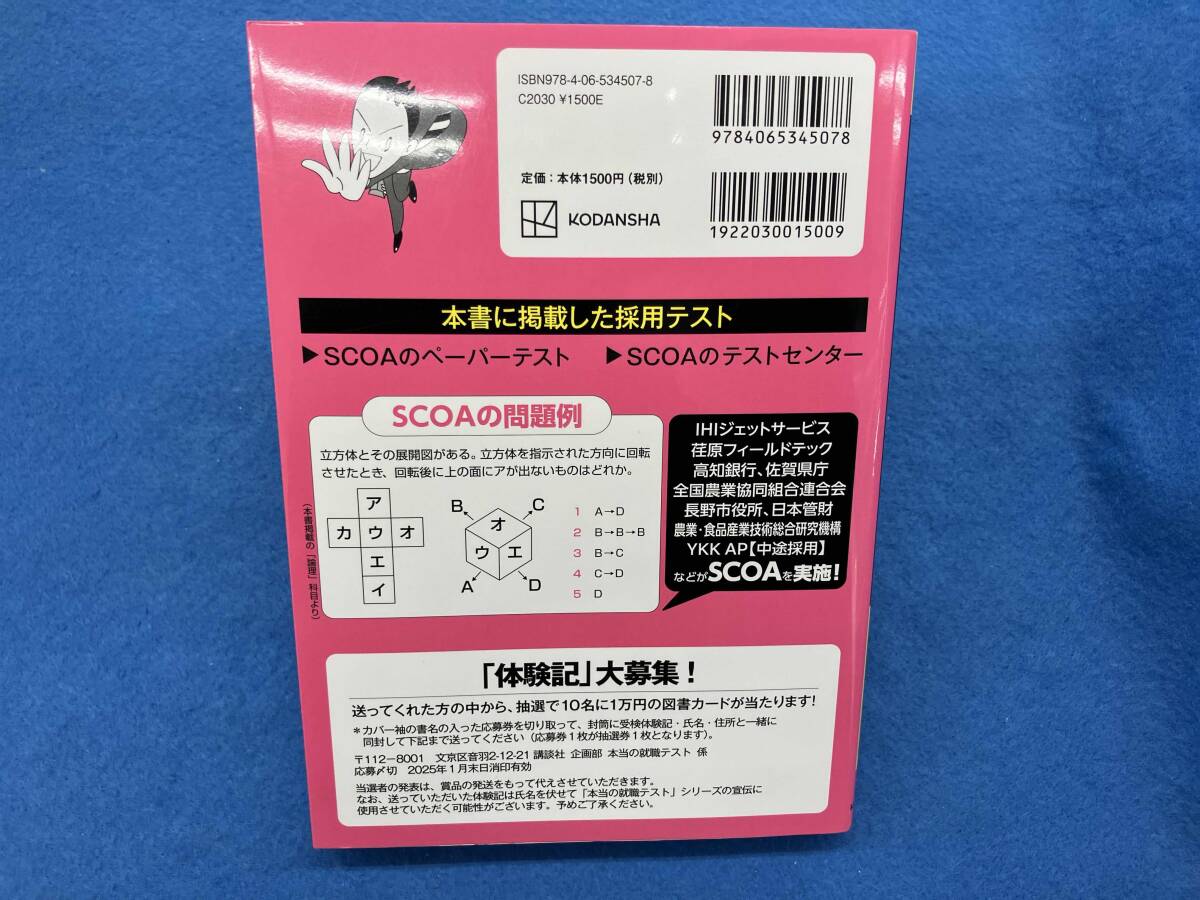 ISBN978-4-06-534507-8
C2030 ¥1500E
9784065345078
定価：本体1500円（税別）
KODANSHA
1922030015009
本書に掲載した採用テスト
▶SCOAのペーパーテスト
▶SCOAのテストセンター
SCOAの問題例
立方体とその展開図がある。立方体を指示された方向に回転
させたとき、回転後に上の面にアが出ないものはどれか。
ア
カ ウ オ
エ
イ
B C
オ
ウ エ
A D
1 A→D
2 B→B→B
3 B→C
4 C→D
5 D
（本書掲載の「論理」科目より）
IHIジェットサービス
荏原フィールドテック
高知銀行、佐賀県庁
全国農業協同組合連合会
長野市役所、日本管財
農業・食品産業技術総合研究機構
YKK AP【中途採用】
などがSCOAを実施！
「体験記」大募集！
送ってくれた方の中から、抽選で10名に1万円の図書カードが当たります！
＊カバー袖の書名の入った応募券を切り取って、封筒に受検体験記・氏名・住所と一緒に
同封して下記まで送ってください（応募券1枚が抽選券1枚となります）。
〒112-8001 文京区音羽2-12-21 講談社 企画部 本当の就職テスト 係
応募〆切 2025年1月末日消印有効
当選者の発表は、賞品の発送をもって代えさせていただきます。
なお、送っていただいた体験記は氏名を伏せて「本当の就職テスト」シリーズの宣伝に
使用させていただく可能性がございます。予めご了承ください。